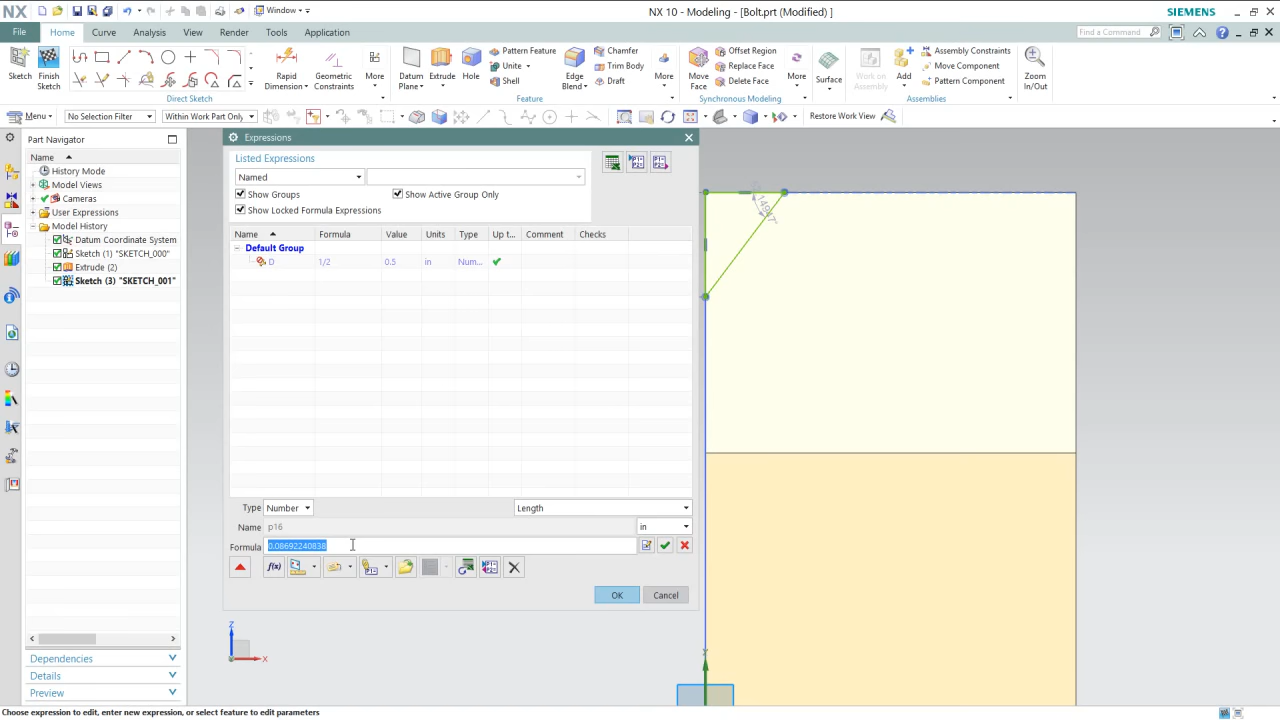 NX
Window
NX 10 - Modeling - [Bolt.prt (Modified) ]
SIEMENS
File
Home
Curve
Analysis
View
Render
Tools
Application
Find a Command
Sketch
Finish Sketch
Direct Sketch
Rapid Dimension
Geometric Constraints
More
Datum Plane
Extrude
Hole
Pattern Feature
Unite
Shell
Edge Blend
Chamfer
Trim Body
Draft
More
Feature
Move Face
Offset Region
Replace Face
Delete Face
More
Synchronous Modeling
Surface
Work on Assembly
Add
Assembly Constraints
Move Component
Pattern Component
Assemblies
Zoom In/Out
Menu
No Selection Filter
Within Work Part Only
Restore Work View
Part Navigator
Name
History Mode
Model Views
Cameras
User Expressions
Model History
Datum Coordinate System
Sketch (1) "SKETCH_000"
Extrude (2)
Sketch (3) "SKETCH_001"
Dependencies
Details
Preview
Expressions
Listed Expressions
Named
Show Groups
Show Active Group Only
Show Locked Formula Expressions
Name Formula Value Units Type Up t... Comment Checks
Default Group
D 1/2 0.5 in Num...
Type Number Length
Name p16 in
Formula 0.08692240838
f(x)
P1=
OK
Cancel
Z
X
Y
Choose expression to edit, enter new expression, or select feature to edit parameters